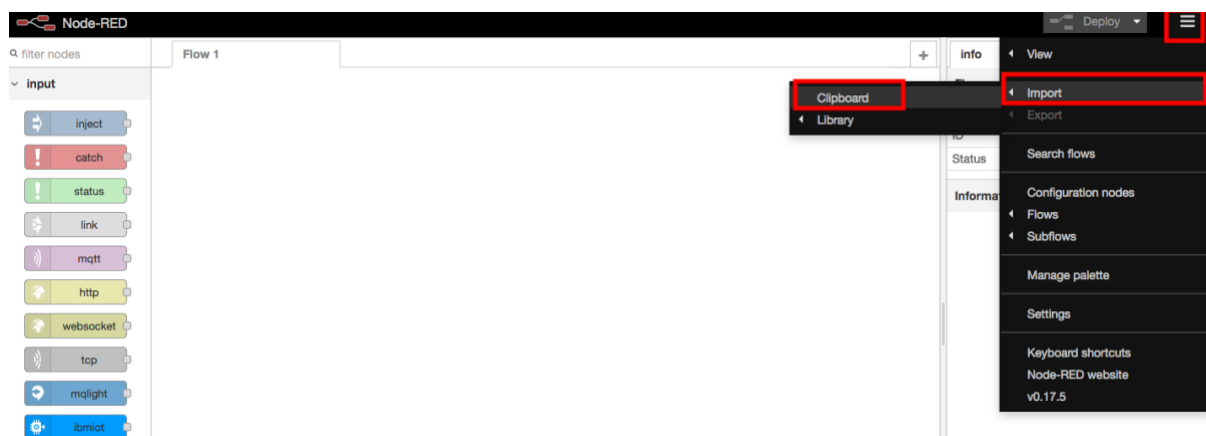 Node-RED
Deploy
filter nodes
Flow 1
+
info
View
input
Clipboard
Import
Library
Export
inject
ID
catch
Status
Search flows
status
Informa
Configuration nodes
link
Flows
Subflows
mqtt
Manage palette
http
Settings
websocket
tcp
Keyboard shortcuts
Node-RED website
mqlight
v0.17.5
ibmiot